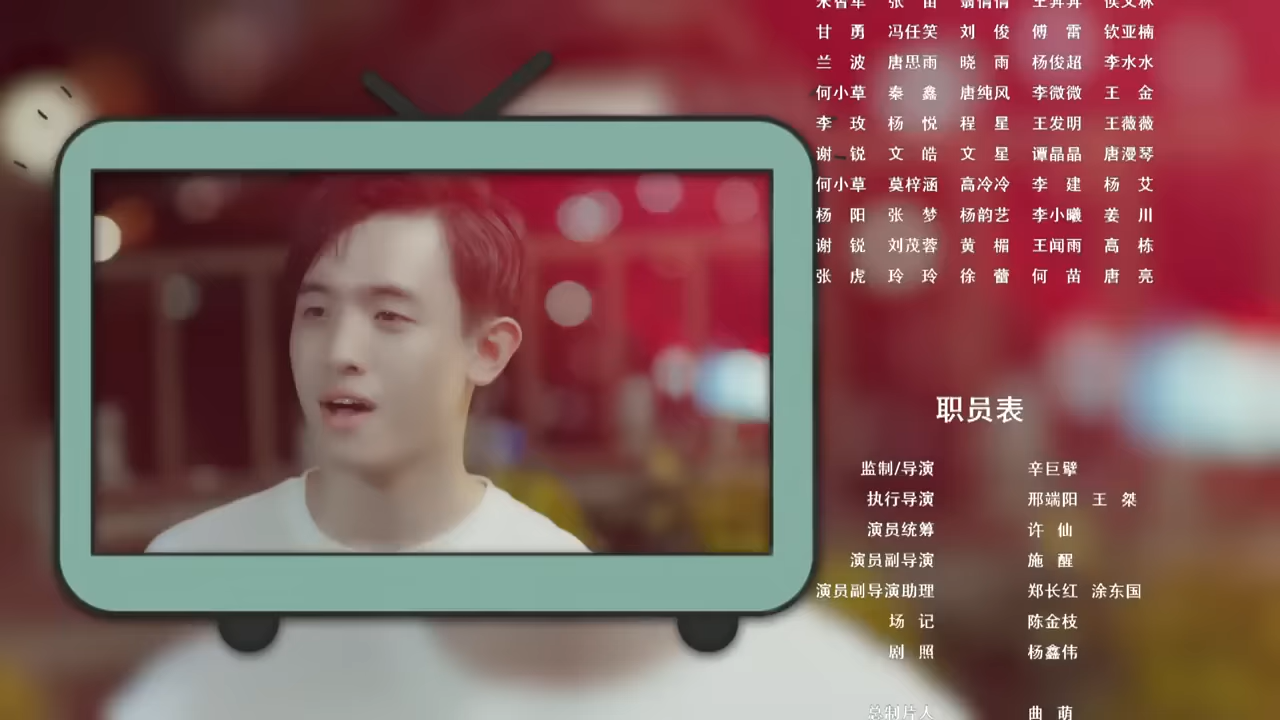 甘 勇 冯任笑 刘 俊 傅 雷 钦亚楠
兰 波 唐思雨 晓 雨 杨俊超 李水水
何小草 秦 鑫 唐纯风 李微微 王 金
李 玫 杨 悦 程 星 王发明 王薇薇
谢 锐 文 皓 文 星 谭晶晶 唐漫琴
何小草 莫梓涵 高冷冷 李 建 杨 艾
杨 阳 张 梦 杨韵艺 李小曦 姜 川
谢 锐 刘茂蓉 黄 楣 王闻雨 高 栋
张 虎 玲 玲 徐 蕾 何 苗 唐 亮
职员表
监制/导演 辛巨擘
执行导演 邢端阳 王 桀
演员统筹 许 仙
演员副导演 施 醒
演员副导演助理 郑长红 涂东国
场 记 陈金枝
剧 照 杨鑫伟
总制片人 曲 萌